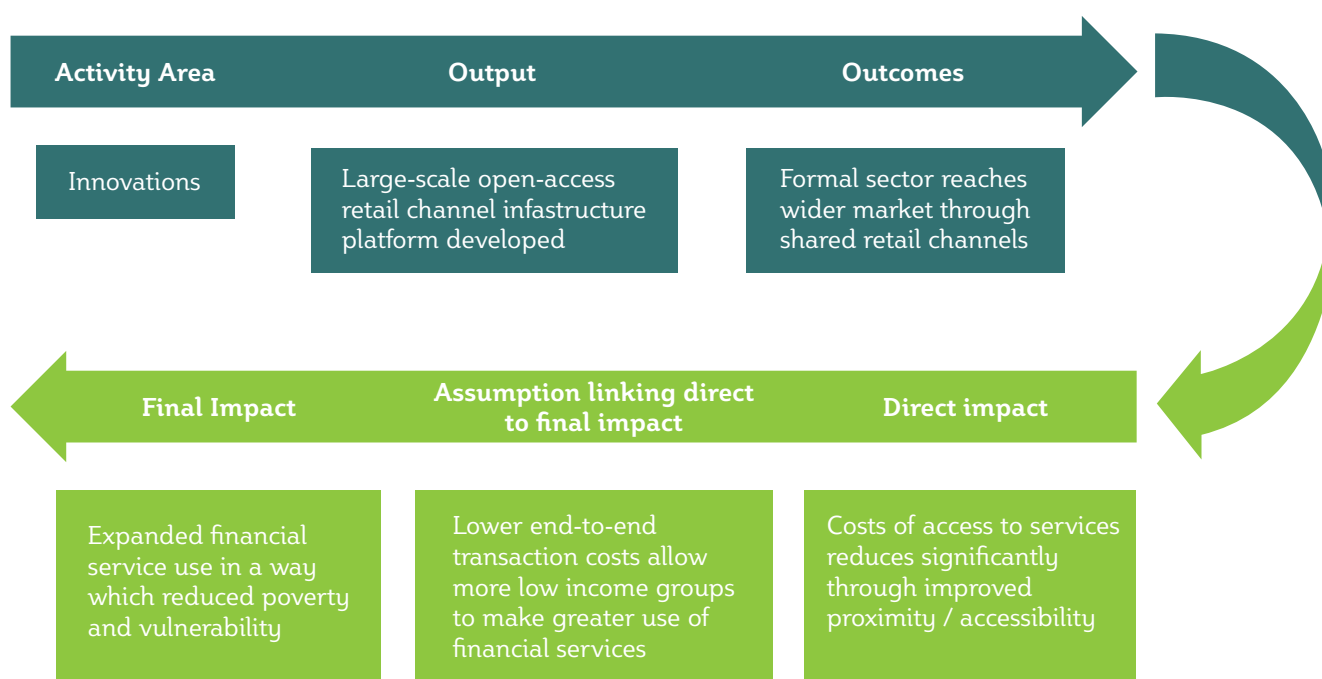 Activity Area
Output
Outcomes
Innovations
Large-scale open-access
retail channel infastructure
platform developed
Formal sector reaches
wider market through
shared retail channels
Direct impact
Assumption linking direct
to final impact
Final Impact
Costs of access to services
reduces significantly
through improved
proximity / accessibility
Lower end-to-end
transaction costs allow
more low income groups
to make greater use of
financial services
Expanded financial
service use in a way
which reduced poverty
and vulnerability